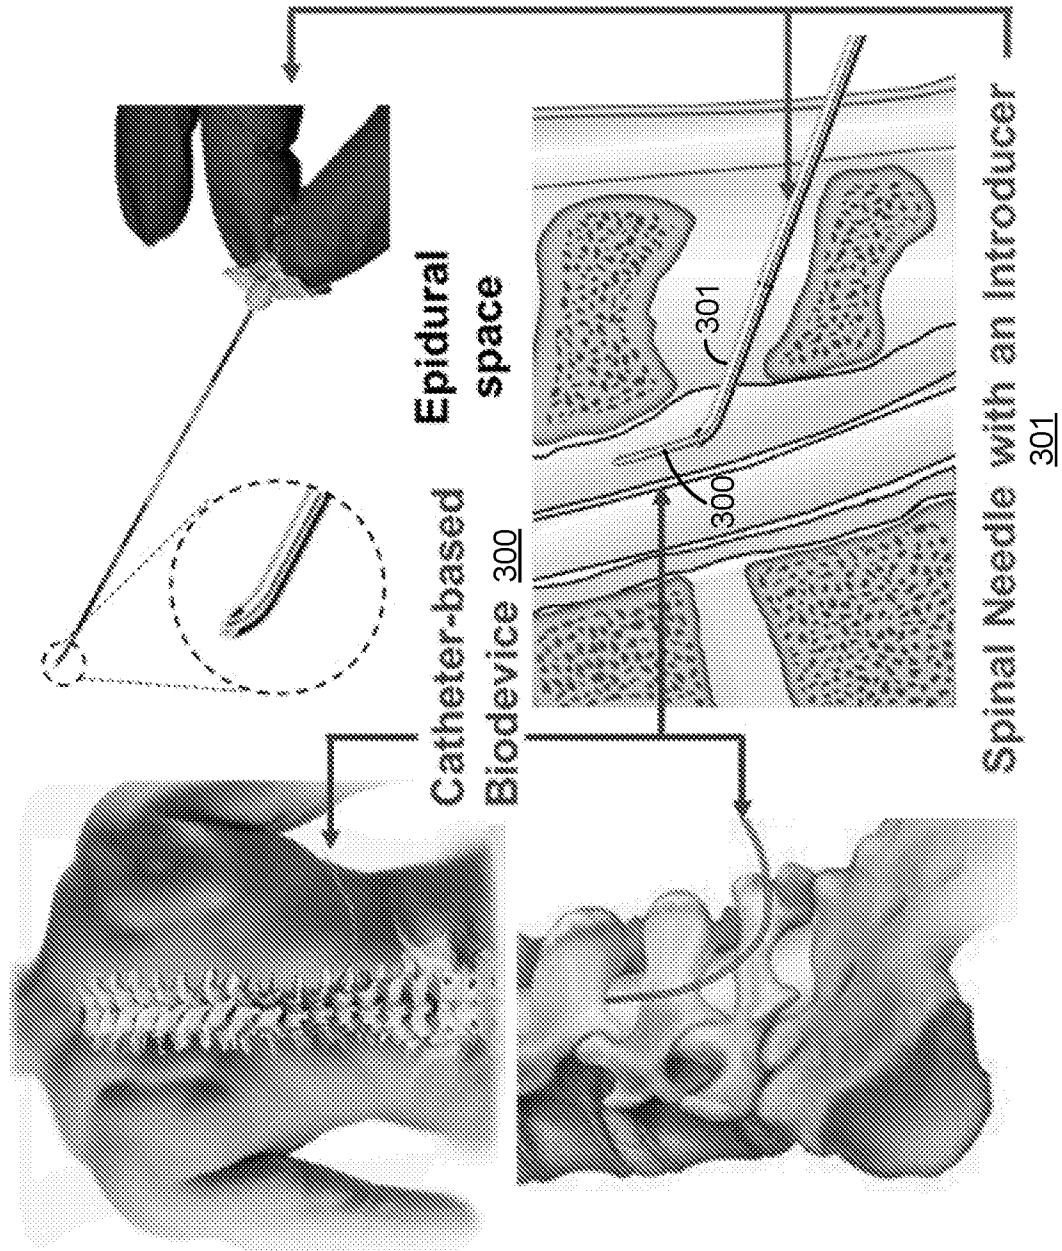 Catheter-based
Biodevice 300
Epidural
space
301
300
Spinal Needle with an Introducer
301